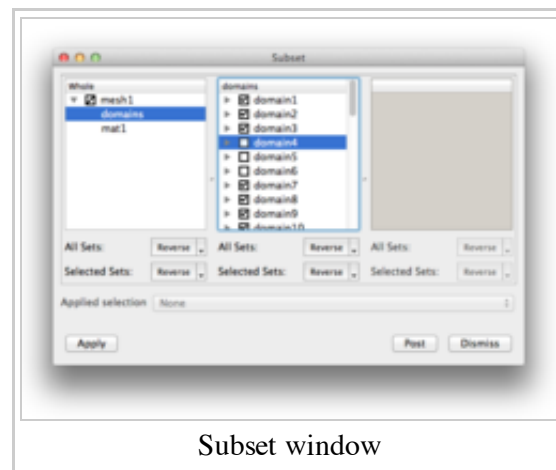 Subset
Whole
mesh1
domains
mat1
domains
domain1
domain2
domain3
domain4
domain5
domain6
domain7
domain8
domain9
domain10
All Sets: Reverse All Sets: Reverse All Sets: Reverse
Selected Sets: Reverse Selected Sets: Reverse Selected Sets: Reverse
Applied selection None
Apply Post Dismiss
Subset window